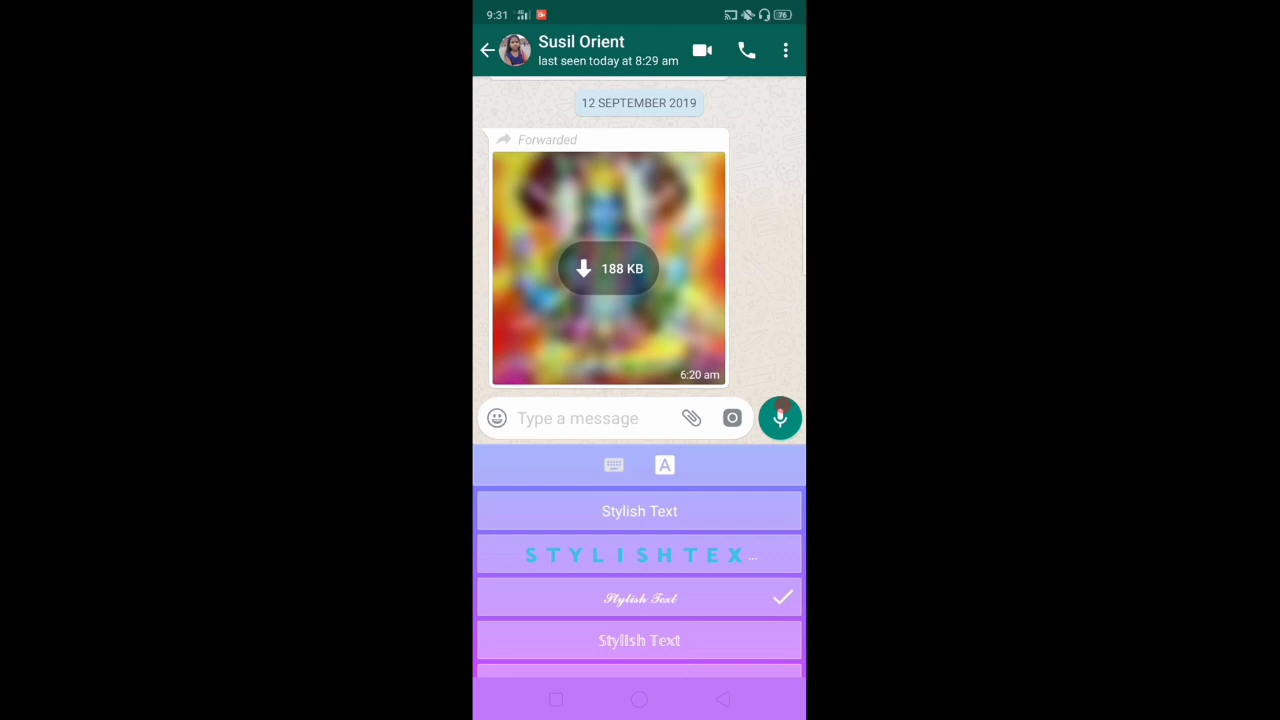 9:31 76
Susil Orient
last seen today at 8:29 am
12 SEPTEMBER 2019
Forwarded
188 KB
6:20 am
Type a message
A
Stylish Text
S T Y L I S H T E X ...
𝓢𝓽𝔂𝓵𝓲𝓼𝓱 𝓣𝓮𝔁𝓽
𝕊𝕥𝕪𝕝𝕚𝕤𝕙 𝕋𝕖𝕩𝕥